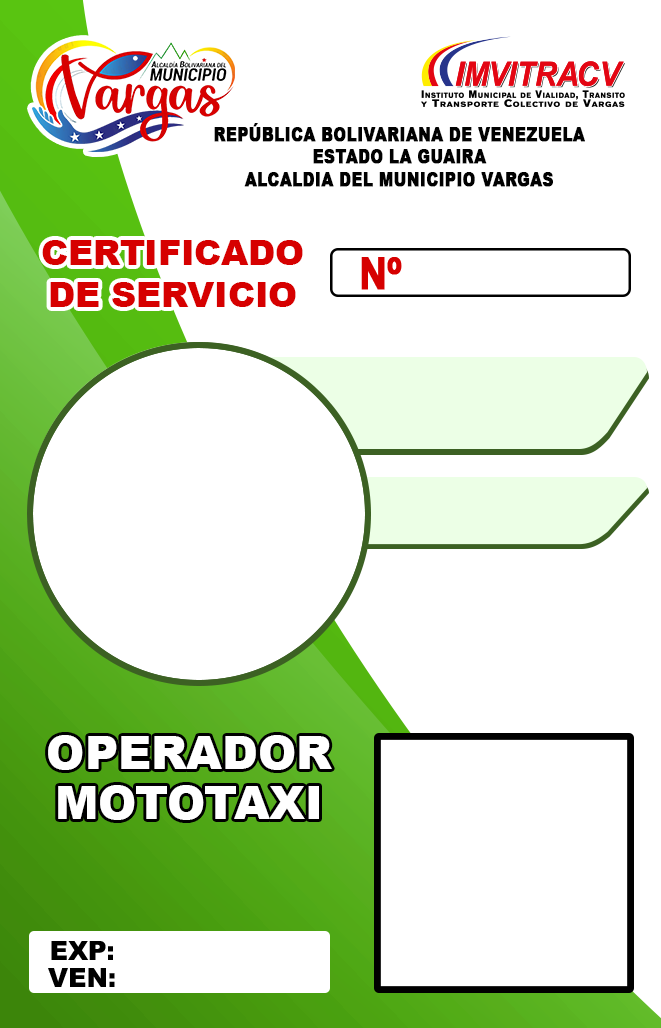 ALCALDÍA BOLIVARIANA DEL
MUNICIPIO
Vargas
IMVITRACV
INSTITUTO MUNICIPAL DE VIALIDAD, TRANSITO
Y TRANSPORTE COLECTIVO DE VARGAS
REPÚBLICA BOLIVARIANA DE VENEZUELA
ESTADO LA GUAIRA
ALCALDIA DEL MUNICIPIO VARGAS
CERTIFICADO
DE SERVICIO
Nº
OPERADOR
MOTOTAXI
EXP:
VEN: